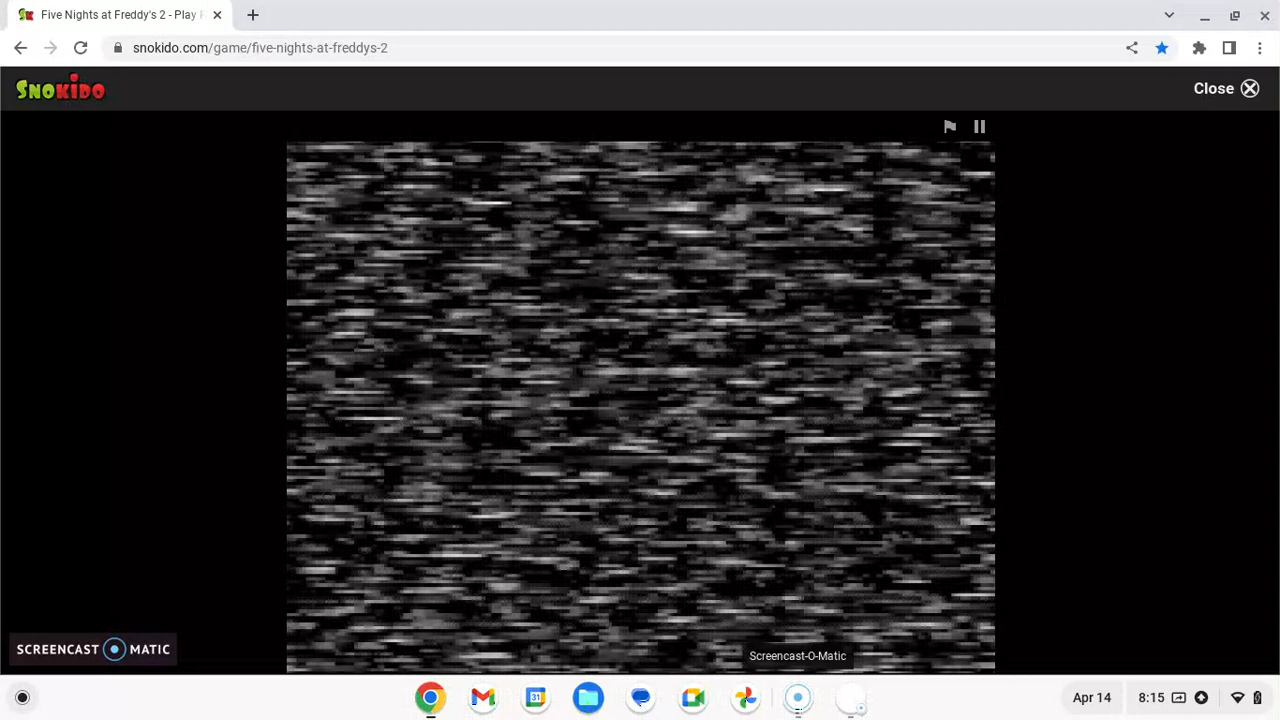 Five Nights at Freddy's 2 - Play
snokido.com/game/five-nights-at-freddys-2
SNOKIDO
Close
SCREENCAST MATIC
Screencast-O-Matic
31
Apr 14
8:15